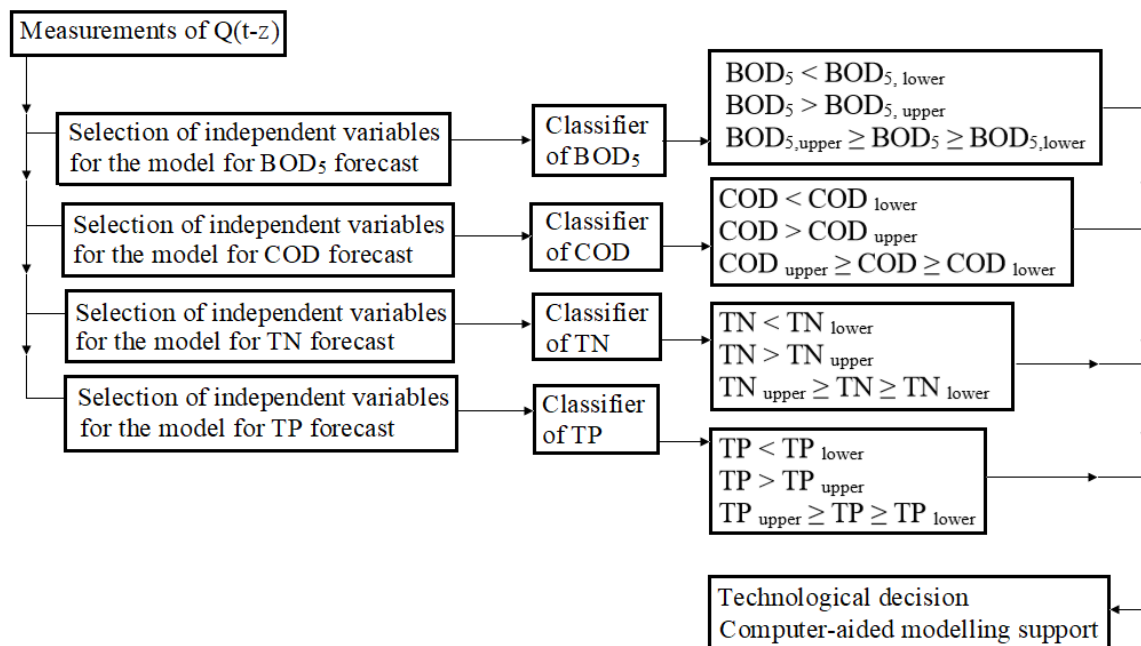 Measurements of Q(t-z)
Selection of independent variables
for the model for BOD₅ forecast
Classifier
of BOD₅
BOD₅ < BOD₅, lower
BOD₅ > BOD₅, upper
BOD₅,upper ≥ BOD₅ ≥ BOD₅,lower
Selection of independent variables
for the model for COD forecast
Classifier
of COD
COD < COD lower
COD > COD upper
COD upper ≥ COD ≥ COD lower
Selection of independent variables
for the model for TN forecast
Classifier
of TN
TN < TN lower
TN > TN upper
TN upper ≥ TN ≥ TN lower
Selection of independent variables
for the model for TP forecast
Classifier
of TP
TP < TP lower
TP > TP upper
TP upper ≥ TP ≥ TP lower
Technological decision
Computer-aided modelling support